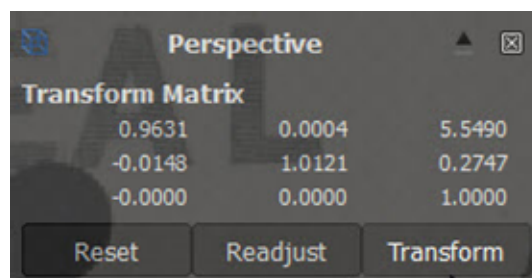 Perspective
Transform Matrix
0.9631 0.0004 5.5490
-0.0148 1.0121 0.2747
-0.0000 0.0000 1.0000
Reset Readjust Transform